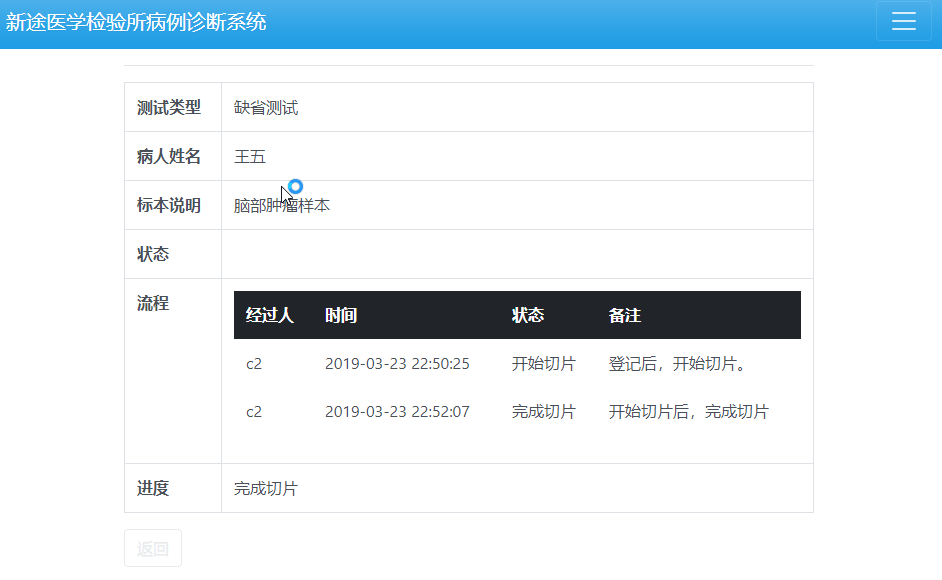 新途医学检验所病例诊断系统
测试类型 缺省测试
病人姓名 王五
标本说明 脑部肿瘤样本
状态
流程
经过人 时间 状态 备注
c2 2019-03-23 22:50:25 开始切片 登记后，开始切片。
c2 2019-03-23 22:52:07 完成切片 开始切片后，完成切片
进度 完成切片
返回